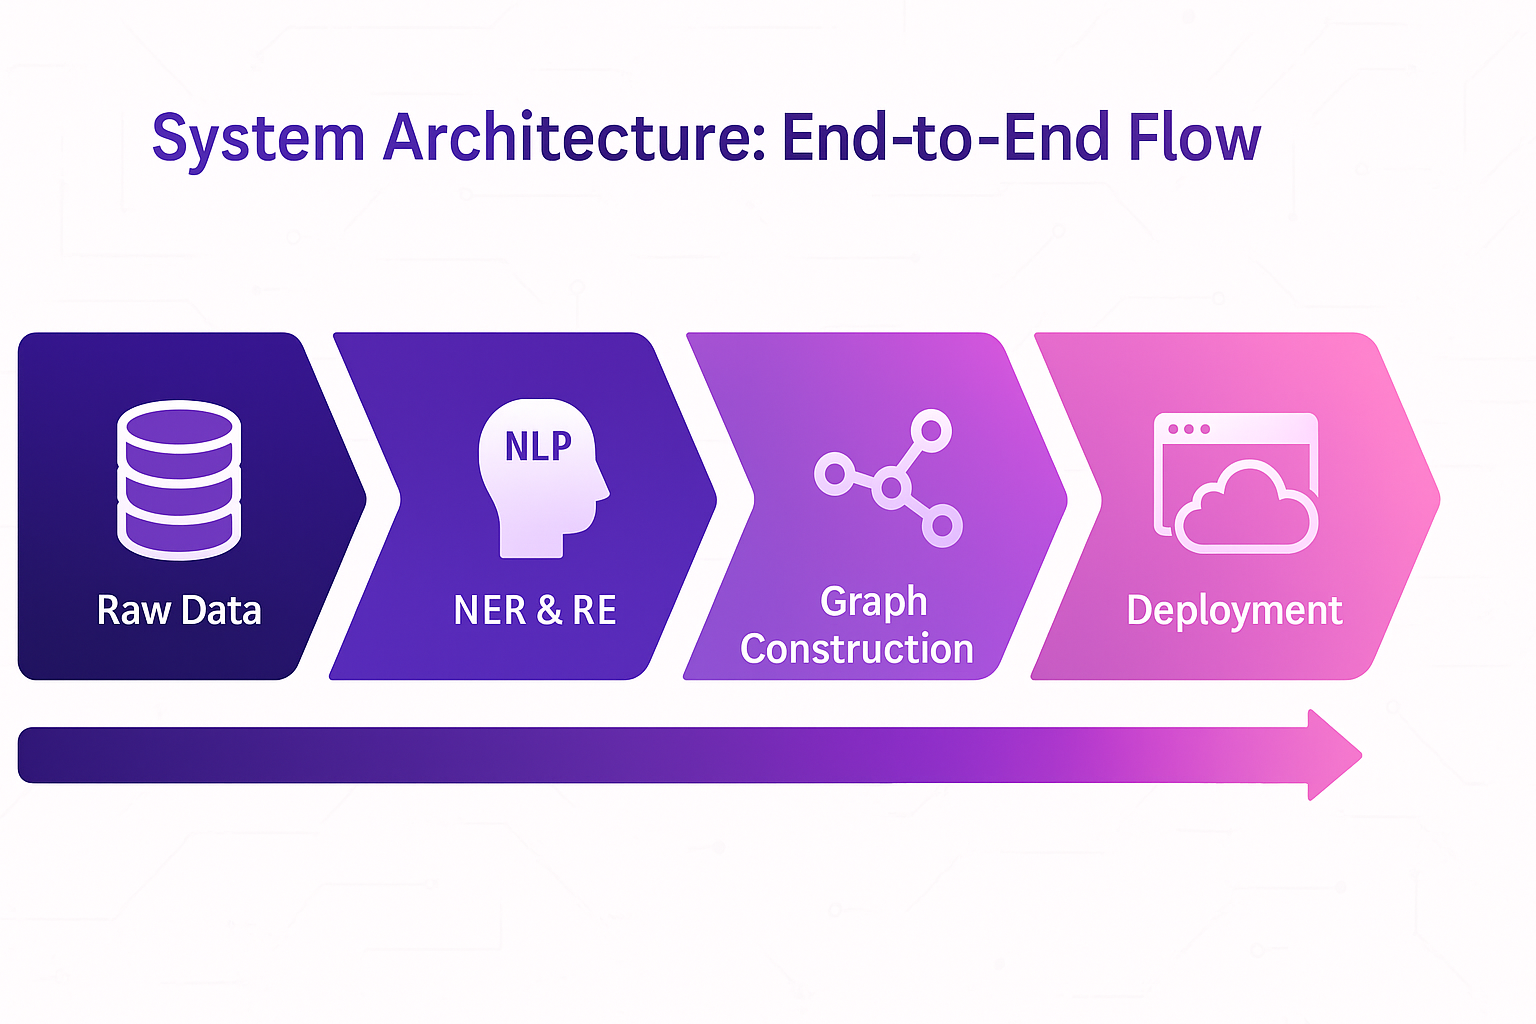 System Architecture: End-to-End Flow
Raw Data
NLP
NER & RE
Graph
Construction
Deployment